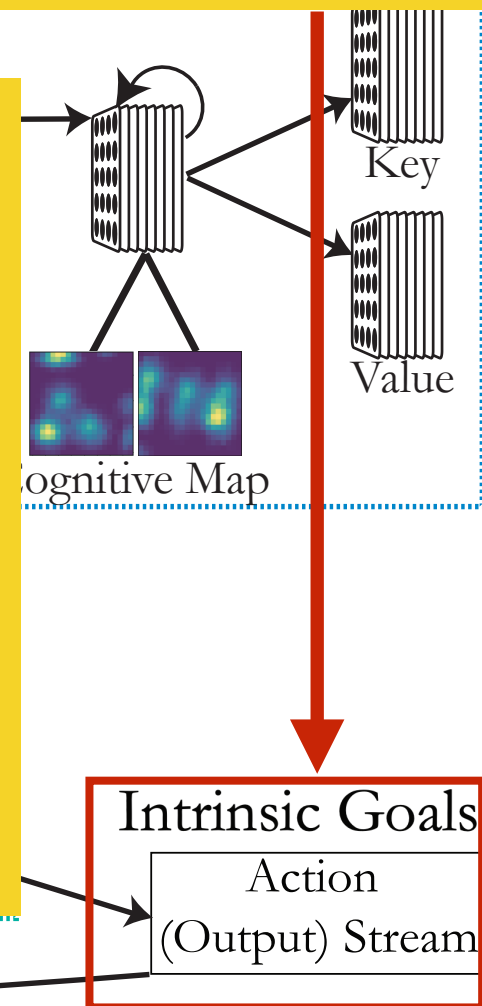 Key
Value
ognitive Map
Intrinsic Goals
Action
(Output) Stream